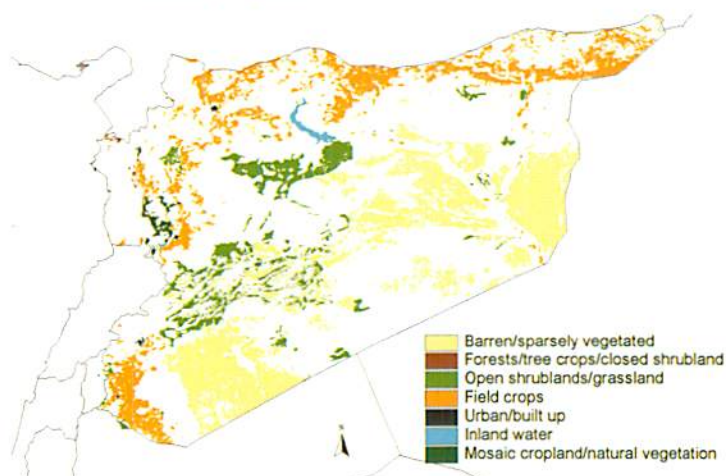 Barren/sparsely vegetated
Forests/tree crops/closed shrubland
Open shrublands/grassland
Field crops
Urban/built up
Inland water
Mosaic cropland/natural vegetation
N